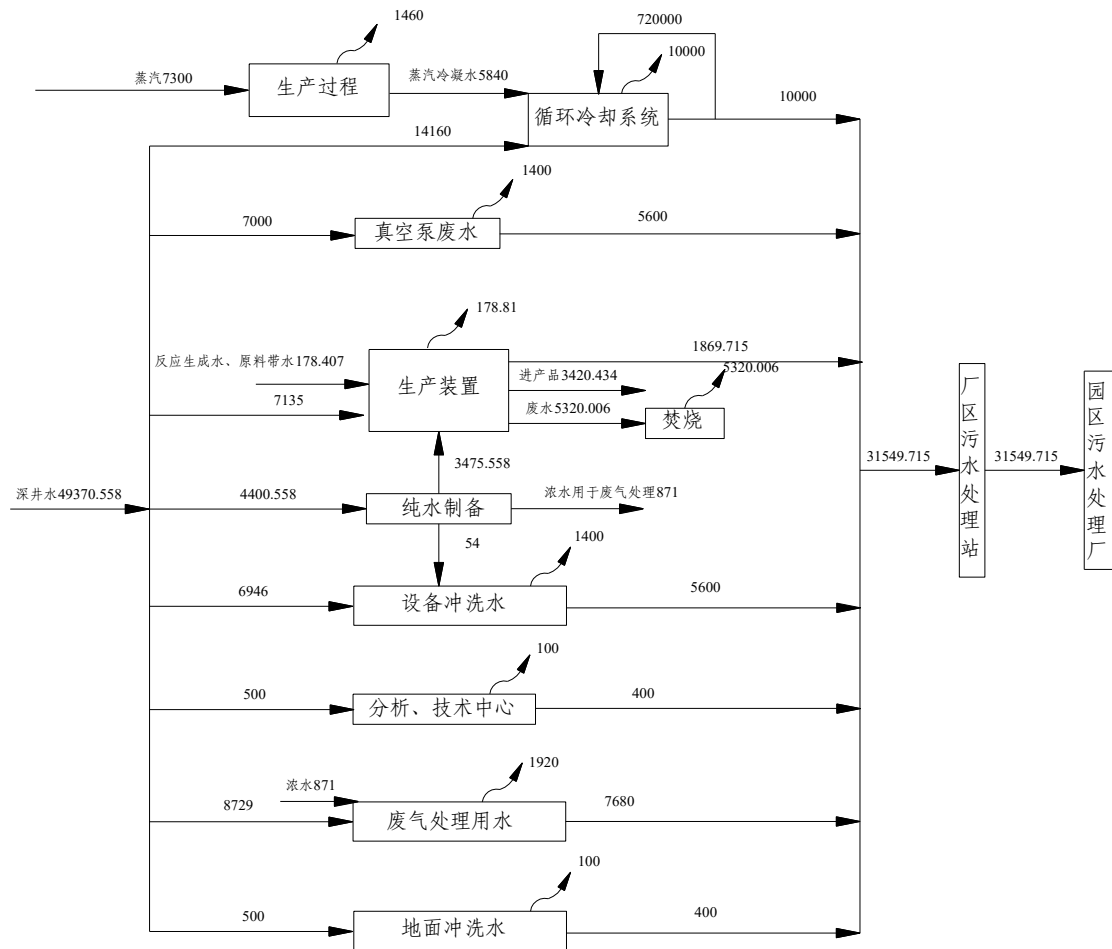 1460
720000
10000
蒸汽7300
生产过程
蒸汽冷凝水5840
循环冷却系统
10000
14160
1400
7000
真空泵废水
5600
178.81
反应生成水、原料带水178.407
生产装置
1869.715
进产品3420.434
5320.006
7135
废水5320.006
焚烧
3475.558
深井水49370.558
4400.558
纯水制备
浓水用于废气处理871
31549.715
厂区污水处理站
31549.715
园区污水处理厂
54
1400
6946
设备冲洗水
5600
100
500
分析、技术中心
400
1920
浓水871
8729
废气处理用水
7680
100
500
地面冲洗水
400